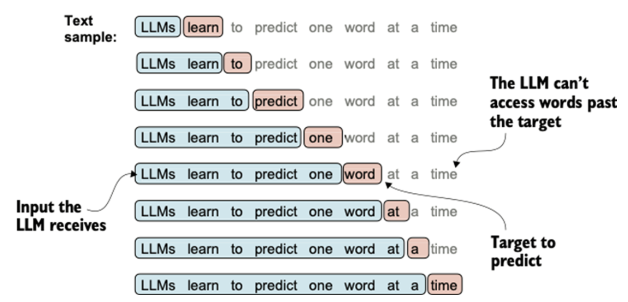 Text
sample:
LLMs learn to predict one word at a time
LLMs learn to predict one word at a time
LLMs learn to predict one word at a time
LLMs learn to predict one word at a time
LLMs learn to predict one word at a time
LLMs learn to predict one word at a time
LLMs learn to predict one word at a time
LLMs learn to predict one word at a time
The LLM can't
access words past
the target
Input the
LLM receives
Target to
predict